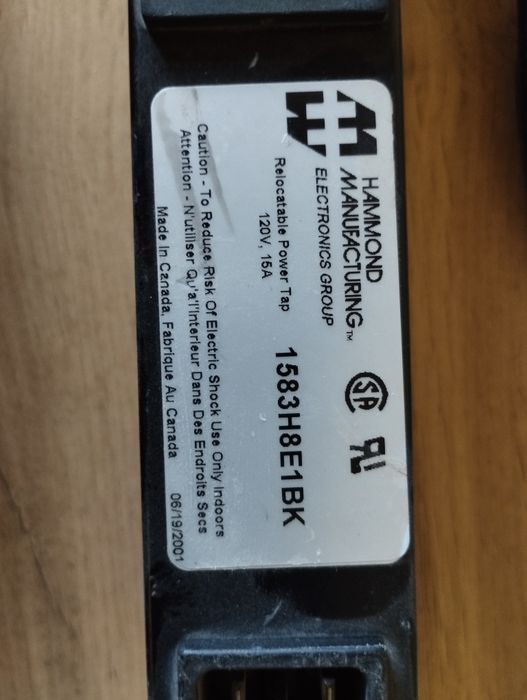 HAMMOND
MANUFACTURING™
ELECTRONICS GROUP
Relocatable Power Tap
120V, 15A
1583H8E1BK
Caution - To Reduce Risk Of Electric Shock Use Only Indoors
Attention - N'utiliser Qu'a'l'Interieur Dans Des Endroits Secs
Made In Canada, Fabrique Au Canada
06/19/2001